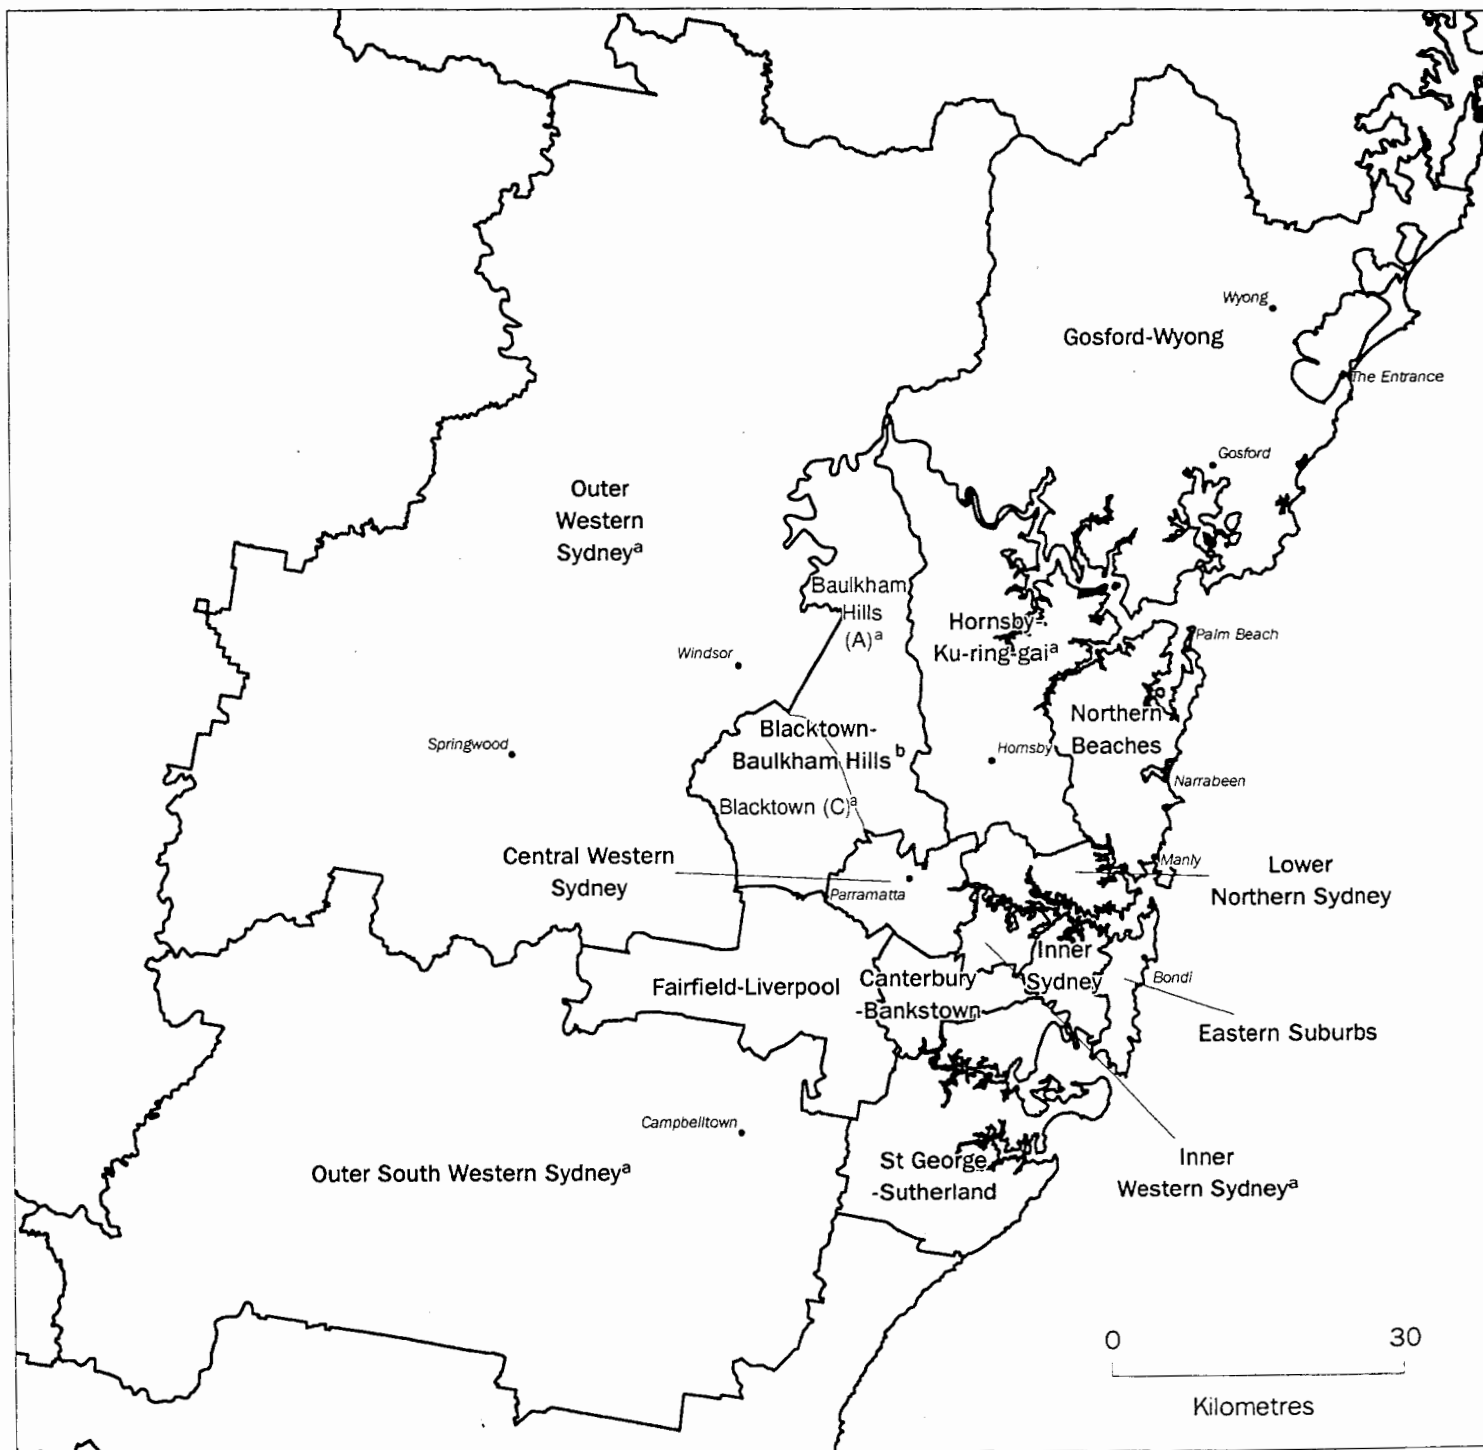 Wyong
Gosford-Wyong
The Entrance
Gosford
Outer
Western
Sydneyᵃ
Baulkham
Hills
(A)ᵃ
Hornsby-
Ku-ring-gaiᵃ
Palm Beach
Windsor
Northern
Beaches
Blacktown-
Baulkham Hills ᵇ
Springwood
Hornsby
Narrabeen
Blacktown (C)ᵃ
Central Western
Sydney
Parramatta
Manly
Lower
Northern Sydney
Inner
Sydney
Fairfield-Liverpool
Canterbury
-Bankstown
Bondi
Eastern Suburbs
Campbelltown
Outer South Western Sydneyᵃ
St George
-Sutherland
Inner
Western Sydneyᵃ
0 30
Kilometres